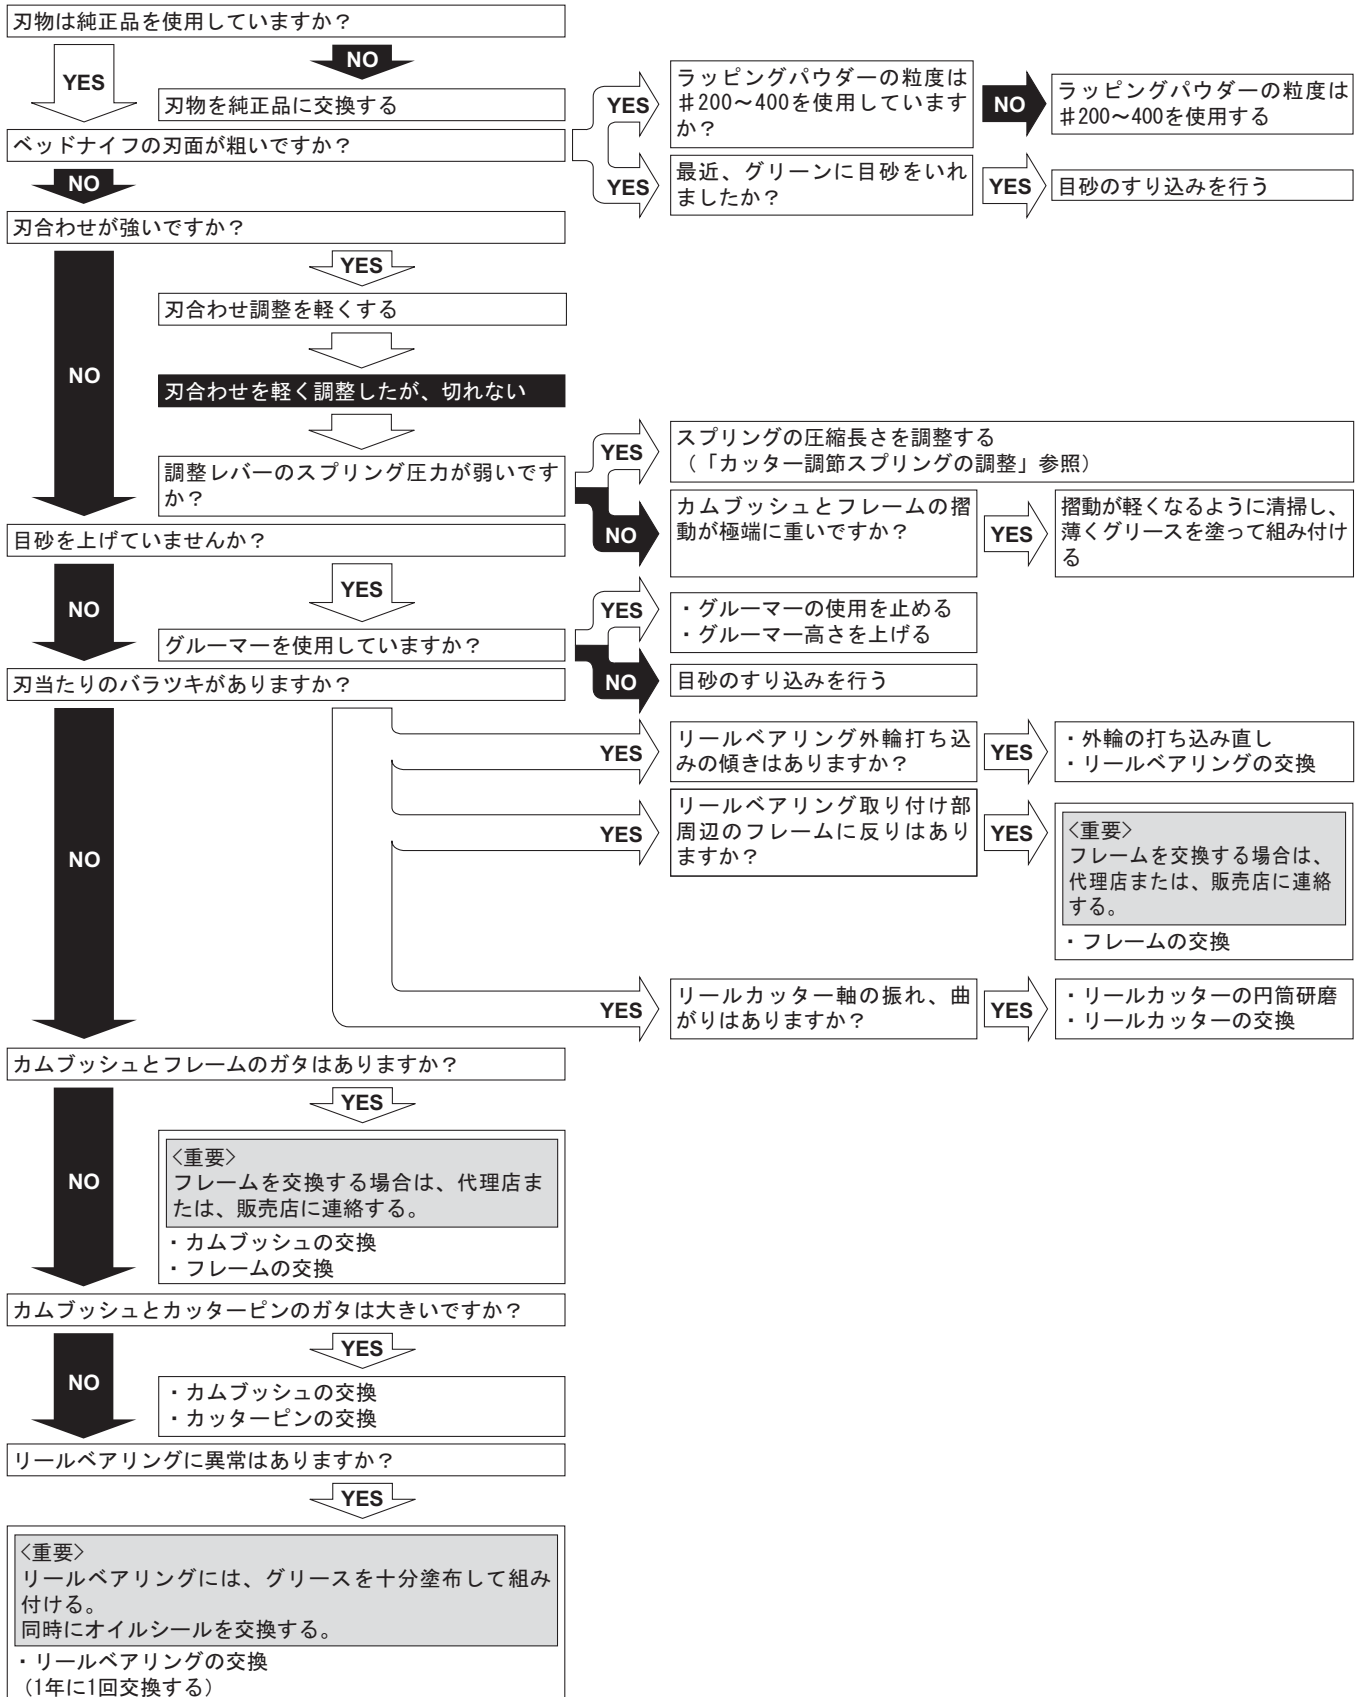 刃物は純正品を使用していますか?
YES
NO
刃物を純正品に交換する
ベッドナイフの刃面が粗いですか?
YES
ラッピングパウダーの粒度は
♯200～400を使用しています
か?
NO
ラッピングパウダーの粒度は
♯200～400を使用する
YES
最近、グリーンに目砂をいれ
ましたか?
YES
目砂のすり込みを行う
NO
刃合わせが強いですか?
YES
刃合わせ調整を軽くする
NO
刃合わせを軽く調整したが、切れない
調整レバーのスプリング圧力が弱いです
か?
YES
スプリングの圧縮長さを調整する
(「カッター調節スプリングの調整」参照)
NO
カムブッシュとフレームの摺
動が極端に重いですか?
YES
摺動が軽くなるように清掃し、
薄くグリースを塗って組み付け
る
目砂を上げていませんか?
NO
YES
グルーマーを使用していますか?
YES
・グルーマーの使用を止める
・グルーマー高さを上げる
NO
目砂のすり込みを行う
刃当たりのバラツキがありますか?
YES
リールベアリング外輪打ち込
みの傾きはありますか?
YES
・外輪の打ち込み直し
・リールベアリングの交換
YES
リールベアリング取り付け部
周辺のフレームに反りはあり
ますか?
YES
〈重要〉
フレームを交換する場合は、
代理店または、販売店に連絡
する。
・フレームの交換
NO
YES
リールカッター軸の振れ、曲
がりはありますか?
YES
・リールカッターの円筒研磨
・リールカッターの交換
カムブッシュとフレームのガタはありますか?
YES
NO
〈重要〉
フレームを交換する場合は、代理店ま
たは、販売店に連絡する。
・カムブッシュの交換
・フレームの交換
カムブッシュとカッターピンのガタは大きいですか?
YES
NO
・カムブッシュの交換
・カッターピンの交換
リールベアリングに異常はありますか?
YES
〈重要〉
リールベアリングには、グリースを十分塗布して組み
付ける。
同時にオイルシールを交換する。
・リールベアリングの交換
(1年に1回交換する)